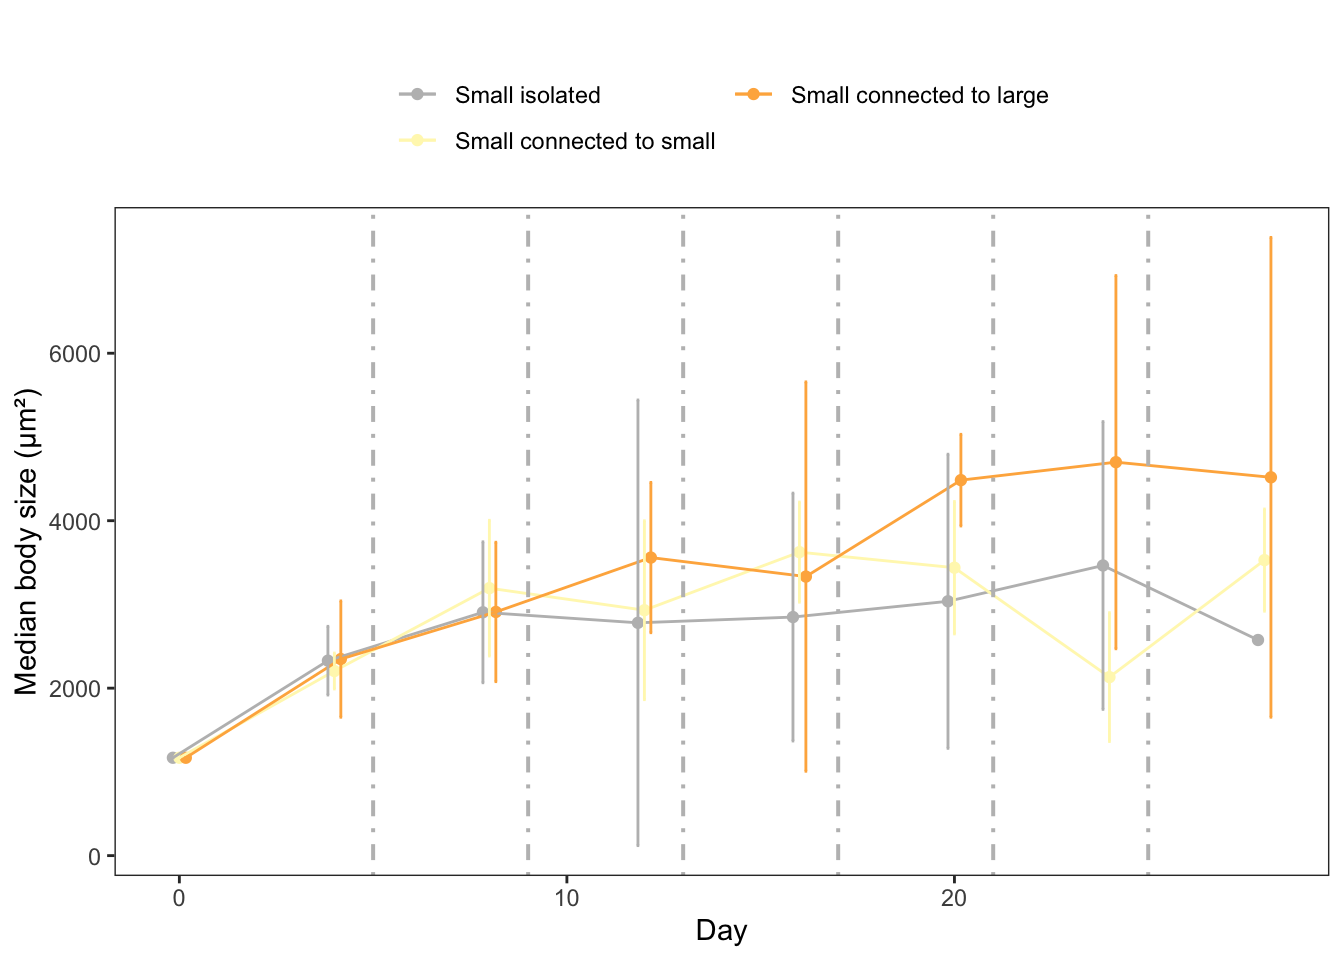 Small isolated
Small connected to large
Small connected to small
Median body size (µm²)
6000
4000
2000
0
0
10
20
Day